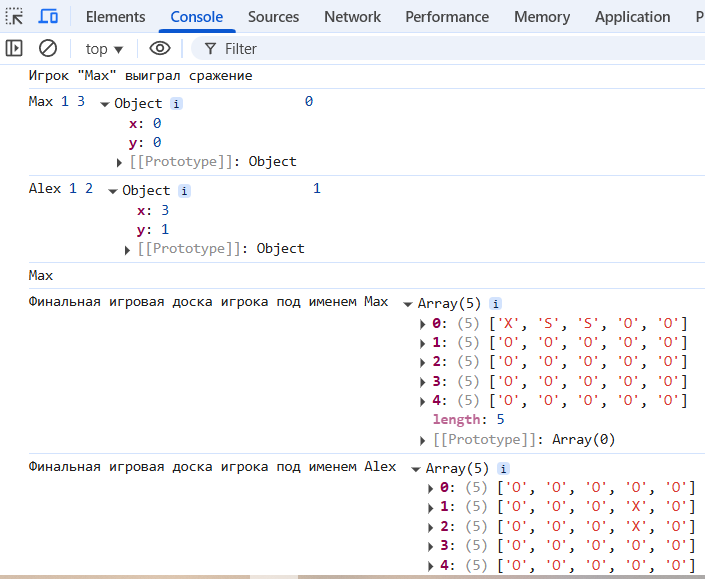 Elements Console Sources Network Performance Memory Application
top Filter
Игрок "Max" выиграл сражение
Max 1 3 Object i 0
x: 0
y: 0
[[Prototype]]: Object
Alex 1 2 Object i 1
x: 3
y: 1
[[Prototype]]: Object
Max
Финальная игровая доска игрока под именем Max Array(5) i
0: (5) ['X', 'S', 'S', 'O', 'O']
1: (5) ['O', 'O', 'O', 'O', 'O']
2: (5) ['O', 'O', 'O', 'O', 'O']
3: (5) ['O', 'O', 'O', 'O', 'O']
4: (5) ['O', 'O', 'O', 'O', 'O']
length: 5
[[Prototype]]: Array(0)
Финальная игровая доска игрока под именем Alex Array(5) i
0: (5) ['O', 'O', 'O', 'O', 'O']
1: (5) ['O', 'O', 'O', 'X', 'O']
2: (5) ['O', 'O', 'O', 'X', 'O']
3: (5) ['O', 'O', 'O', 'O', 'O']
4: (5) ['O', 'O', 'O', 'O', 'O']